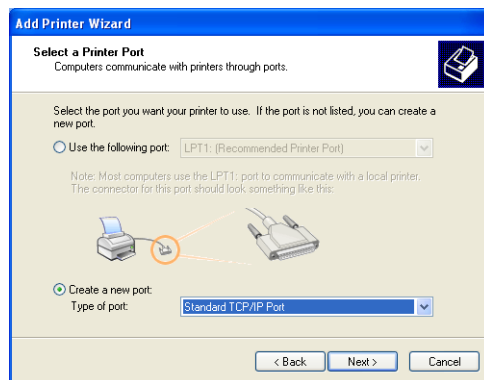 Add Printer Wizard
Select a Printer Port
Computers communicate with printers through ports.
Select the port you want your printer to use. If the port is not listed, you can create a
new port.
Use the following port: LPT1: (Recommended Printer Port)
Note: Most computers use the LPT1: port to communicate with a local printer.
The connector for this port should look something like this:
Create a new port:
Type of port: Standard TCP/IP Port
< Back Next > Cancel